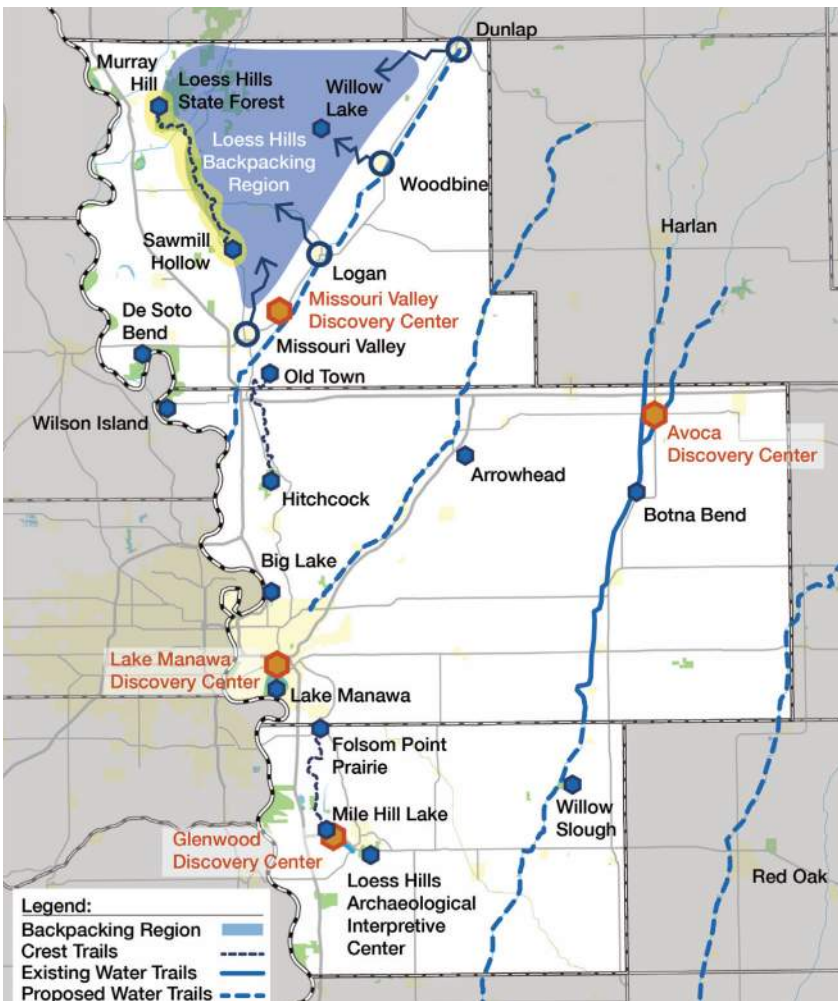 Dunlap
Murray
Hill
Loess Hills
State Forest
Willow
Lake
Loess Hills
Backpacking
Region
Woodbine
Harlan
Sawmill
Hollow
Logan
De Soto
Bend
Missouri Valley
Discovery Center
Missouri Valley
Old Town
Wilson Island
Avoca
Discovery Center
Arrowhead
Hitchcock
Botna Bend
Big Lake
Lake Manawa
Discovery Center
Lake Manawa
Folsom Point
Prairie
Mile Hill Lake
Willow
Slough
Glenwood
Discovery Center
Red Oak
Loess Hills
Archaeological
Interpretive
Center
Legend:
Backpacking Region
Crest Trails
Existing Water Trails
Proposed Water Trails